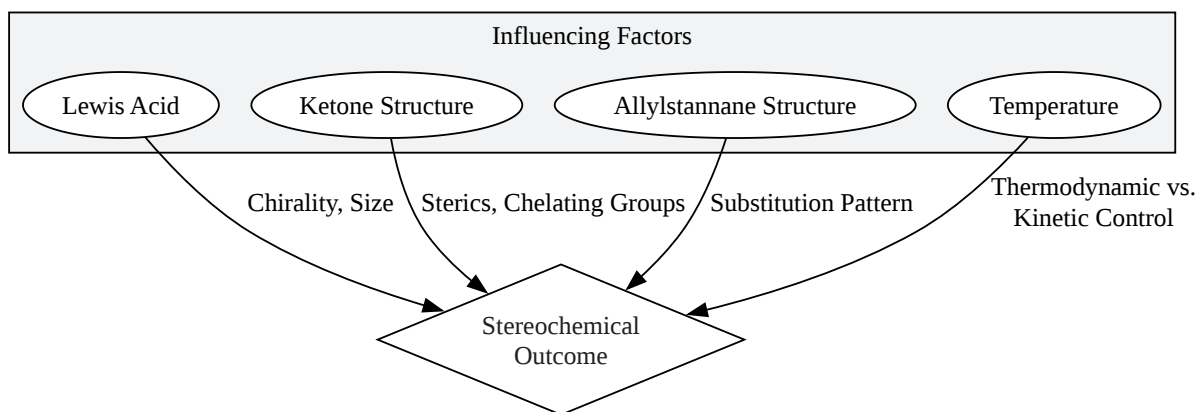 Influencing Factors
Lewis Acid
Ketone Structure
Allylstannane Structure
Temperature
Chirality, Size
Sterics, Chelating Groups
Substitution Pattern
Thermodynamic vs.
Kinetic Control
Stereochemical
Outcome